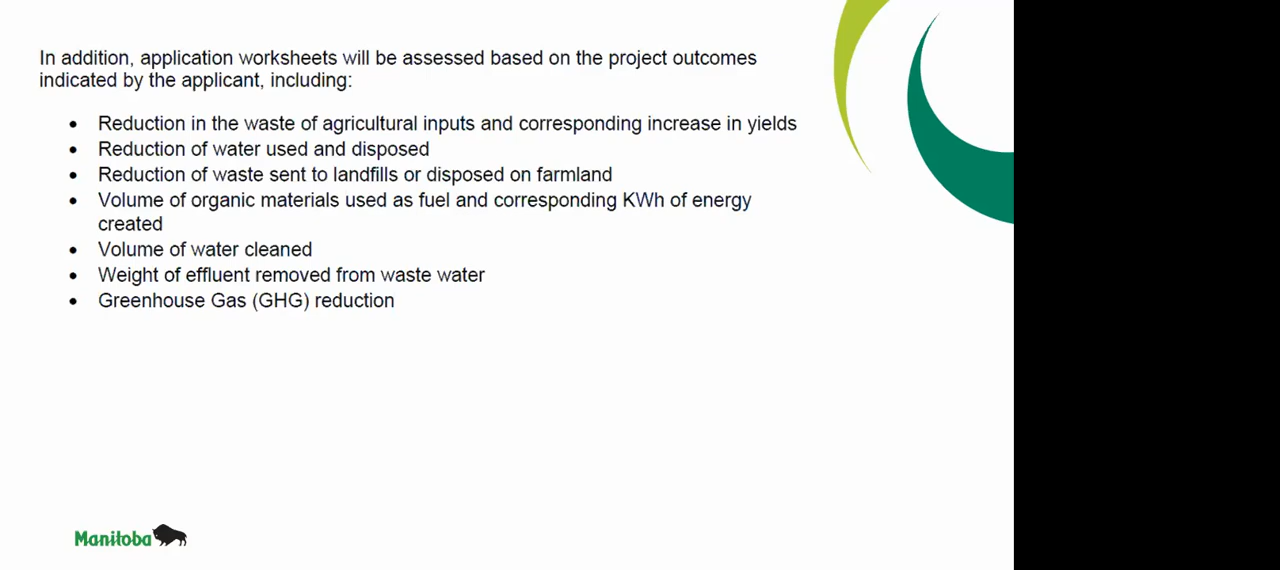 In addition, application worksheets will be assessed based on the project outcomes
indicated by the applicant, including:
• Reduction in the waste of agricultural inputs and corresponding increase in yields
• Reduction of water used and disposed
• Reduction of waste sent to landfills or disposed on farmland
• Volume of organic materials used as fuel and corresponding KWh of energy
created
• Volume of water cleaned
• Weight of effluent removed from waste water
• Greenhouse Gas (GHG) reduction
Manitoba